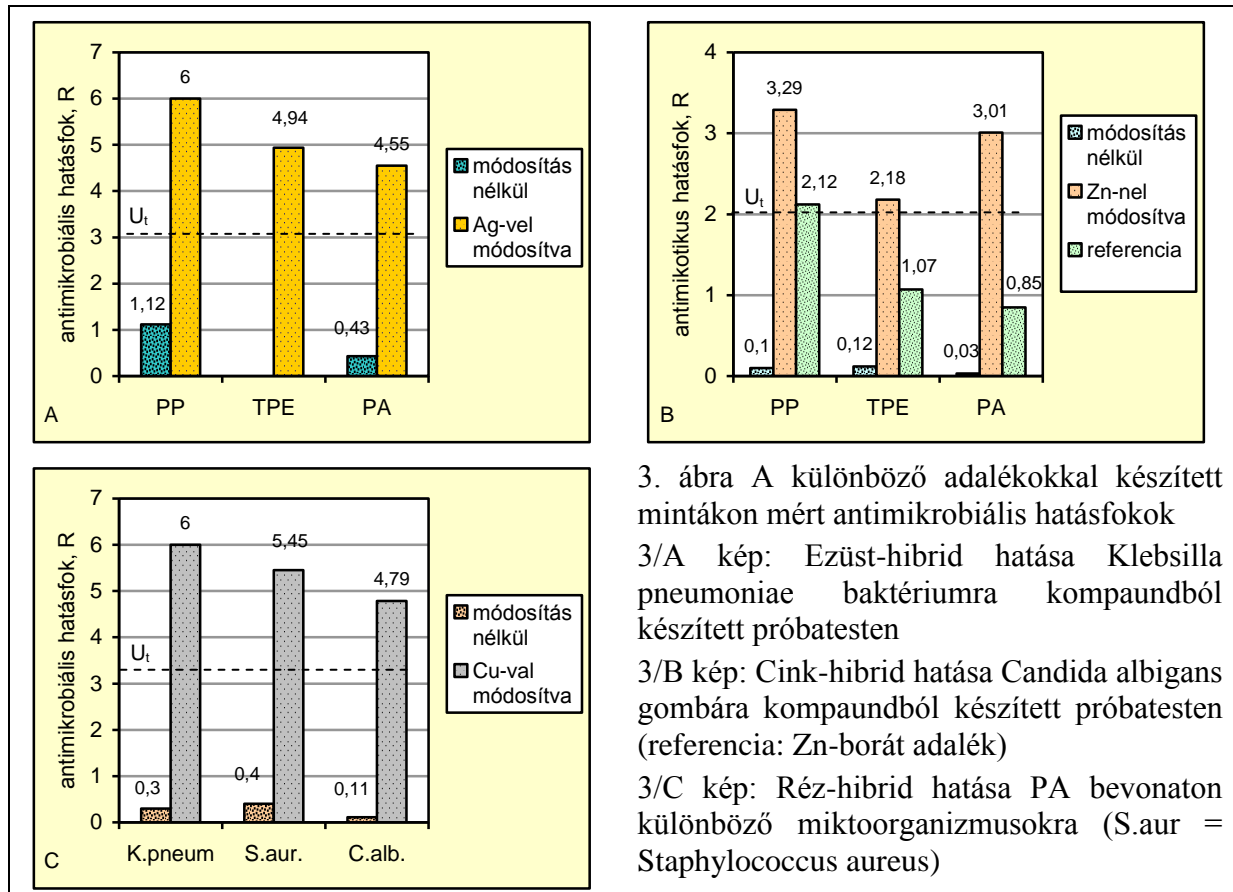 7
6
5
4
3
2
1
0
antimikrobiális hatásfok, R
1,12
6
4,94
0,43
4,55
Ut
PP
TPE
PA
módosítás
nélkül
Ag-vel
módosítva
A
4
3
2
1
0
antimikotikus hatásfok, R
0,1
3,29
2,12
0,12
2,18
1,07
0,03
3,01
0,85
Ut
PP
TPE
PA
módosítás
nélkül
Zn-nel
módosítva
referencia
B
7
6
5
4
3
2
1
0
antimikrobiális hatásfok, R
0,3
6
0,4
5,45
0,11
4,79
Ut
K.pneum
S.aur.
C.alb.
módosítás
nélkül
Cu-val
módosítva
C
3. ábra A különböző adalékokkal készített
mintákon mért antimikrobiális hatásfokok
3/A kép: Ezüst-hibrid hatása Klebsilla
pneumoniae baktériumra kompaundból
készített próbatesten
3/B kép: Cink-hibrid hatása Candida albigans
gombára kompaundból készített próbatesten
(referencia: Zn-borát adalék)
3/C kép: Réz-hibrid hatása PA bevonaton
különböző miktoorganizmusokra (S.aur =
Staphylococcus aureus)